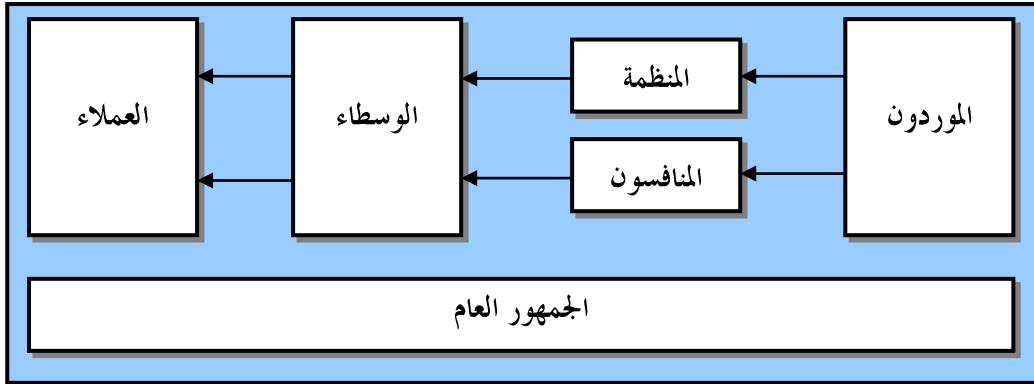 الموردون
المنظمة
المنافسون
الوسطاء
العملاء
الجمهور العام